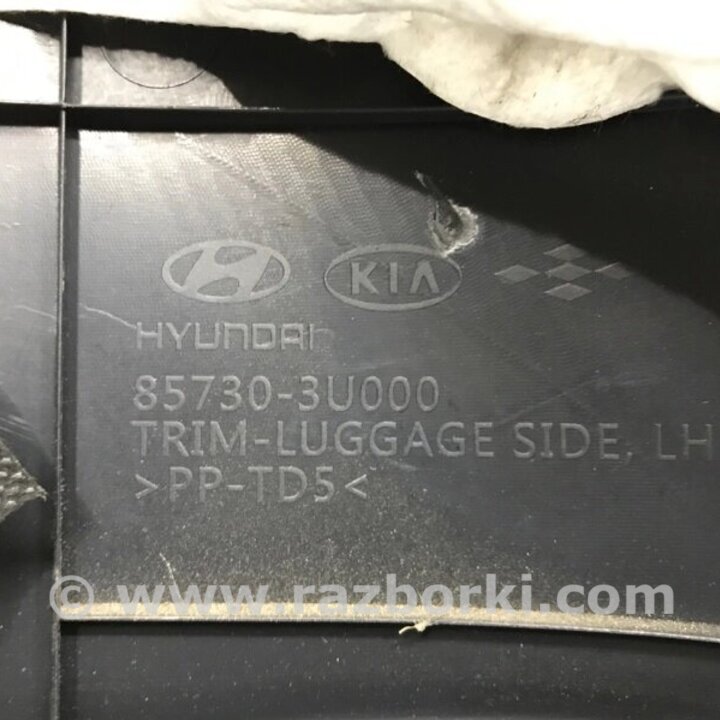 KIA
HYUNDAI
85730-3U000
TRIM-LUGGAGE SIDE, LH
>PP-TD5<
© www.razborki.com